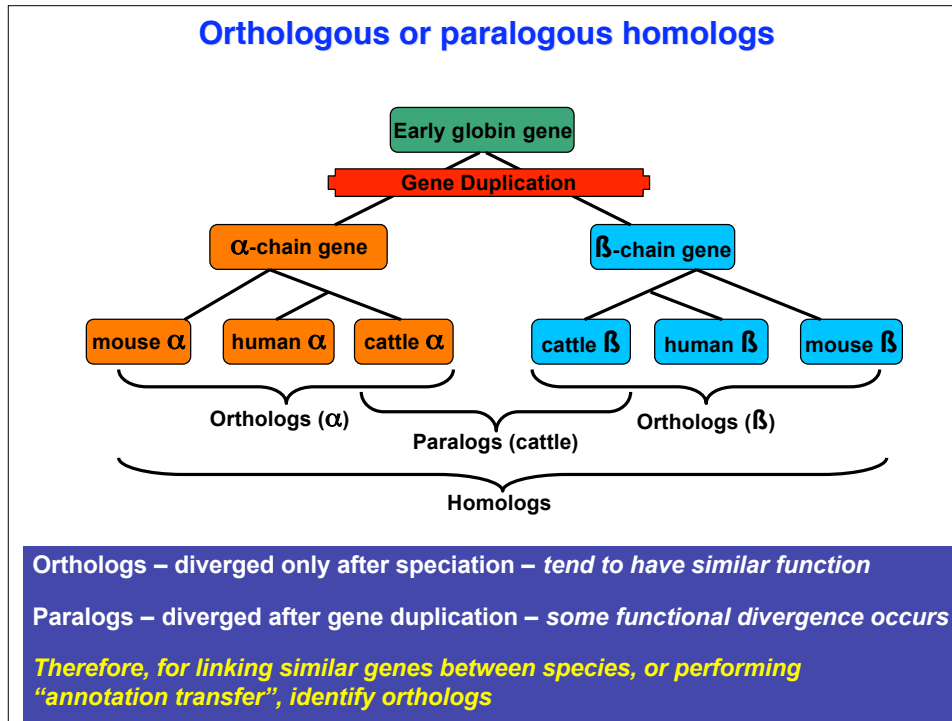 Orthologous or paralogous homologs
Early globin gene
Gene Duplication
α-chain gene
ß-chain gene
mouse α
human α
cattle α
cattle ß
human ß
mouse ß
Orthologs (α)
Orthologs (ß)
Paralogs (cattle)
Homologs
Orthologs – diverged only after speciation – tend to have similar function
Paralogs – diverged after gene duplication – some functional divergence occurs
Therefore, for linking similar genes between species, or performing
“annotation transfer”, identify orthologs